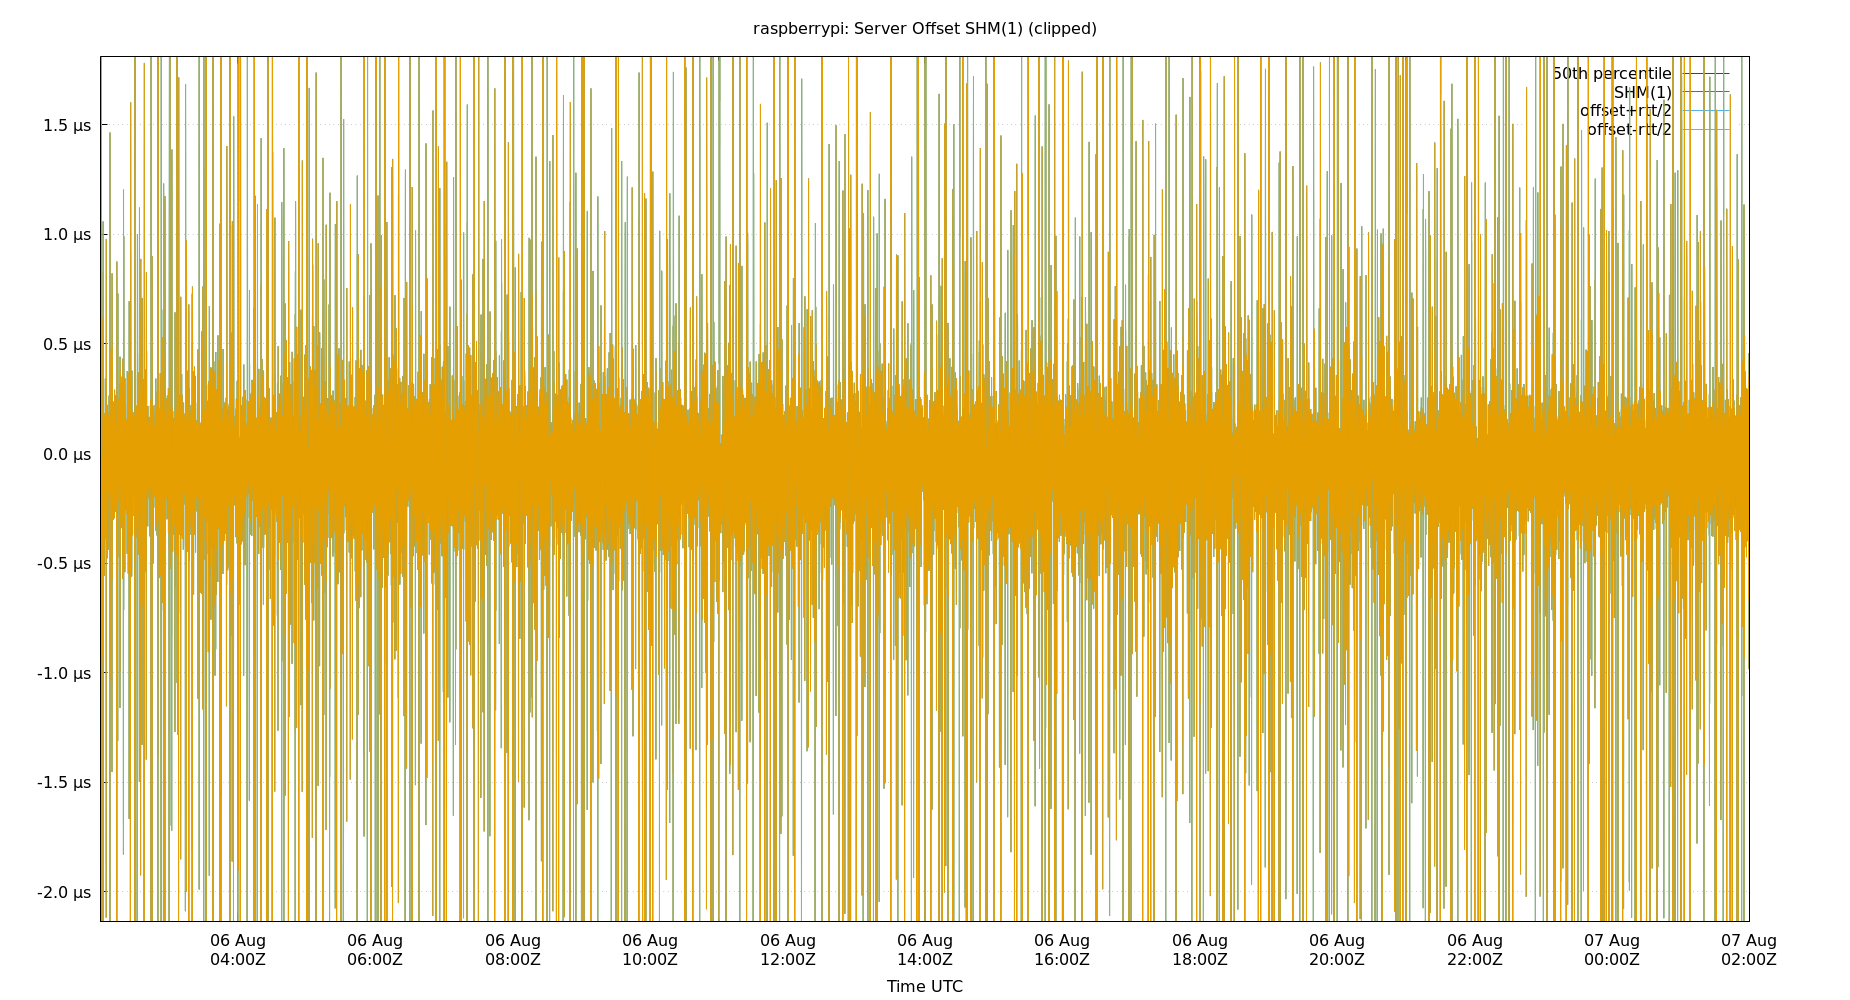 raspberrypi: Server Offset SHM(1) (clipped)
50th percentile
SHM(1)
offset+rtt/2
offset-rtt/2
1.5 µs
1.0 µs
0.5 µs
0.0 µs
-0.5 µs
-1.0 µs
-1.5 µs
-2.0 µs
06 Aug 06 Aug 06 Aug 06 Aug 06 Aug 06 Aug 06 Aug 06 Aug 06 Aug 06 Aug 07 Aug 07 Aug
04:00Z 06:00Z 08:00Z 10:00Z 12:00Z 14:00Z 16:00Z 18:00Z 20:00Z 22:00Z 00:00Z 02:00Z
Time UTC